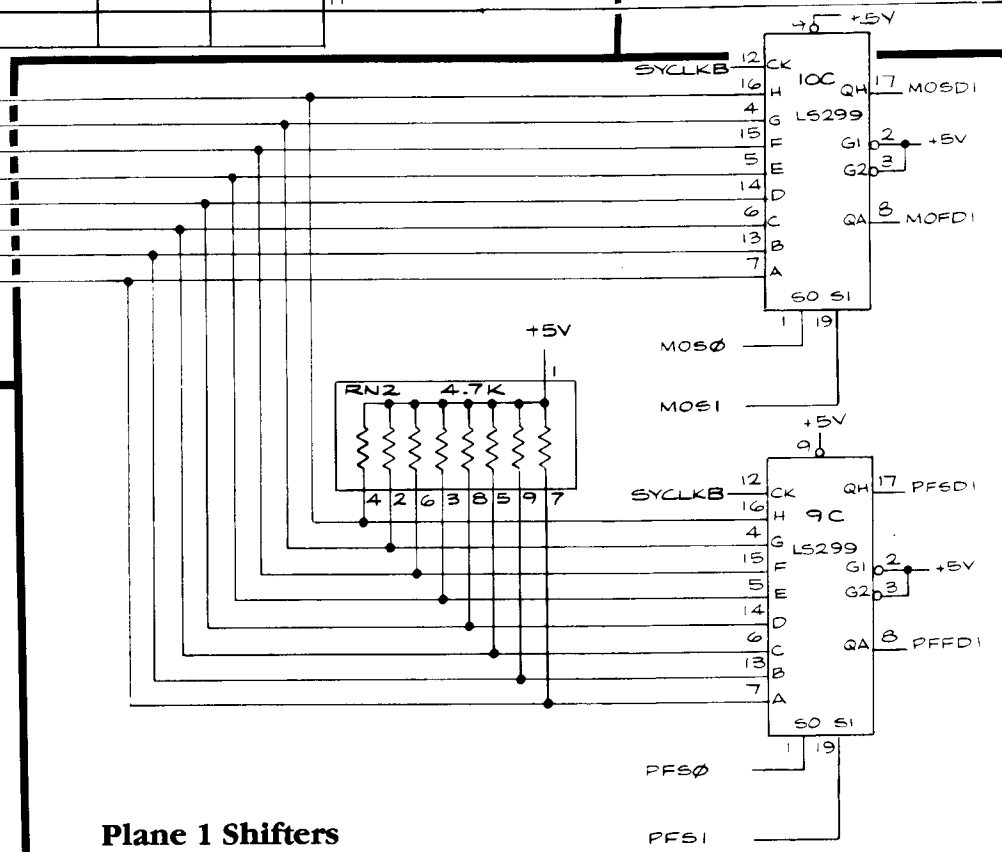 +5V
SYCLKB 12 CK
10C
16 H QH 17 MOSD1
4 G LS299
15 F G1 2 +5V
5 E G2 3
14 D
6 C QA 8 MOFD1
13 B
7 A
S0 S1
1 19
MOSØ
MOS1
+5V
1
RN2 4.7K
4 2 6 3 8 5 9 7
+5V
9
SYCLKB 12 CK QH 17 PFSD1
16 H 9C
4 G LS299
15 F G1 2 +5V
5 E G2 3
14 D
6 C QA 8 PFFD1
13 B
7 A
S0 S1
1 19
PFSØ
PFS1
Plane 1 Shifters